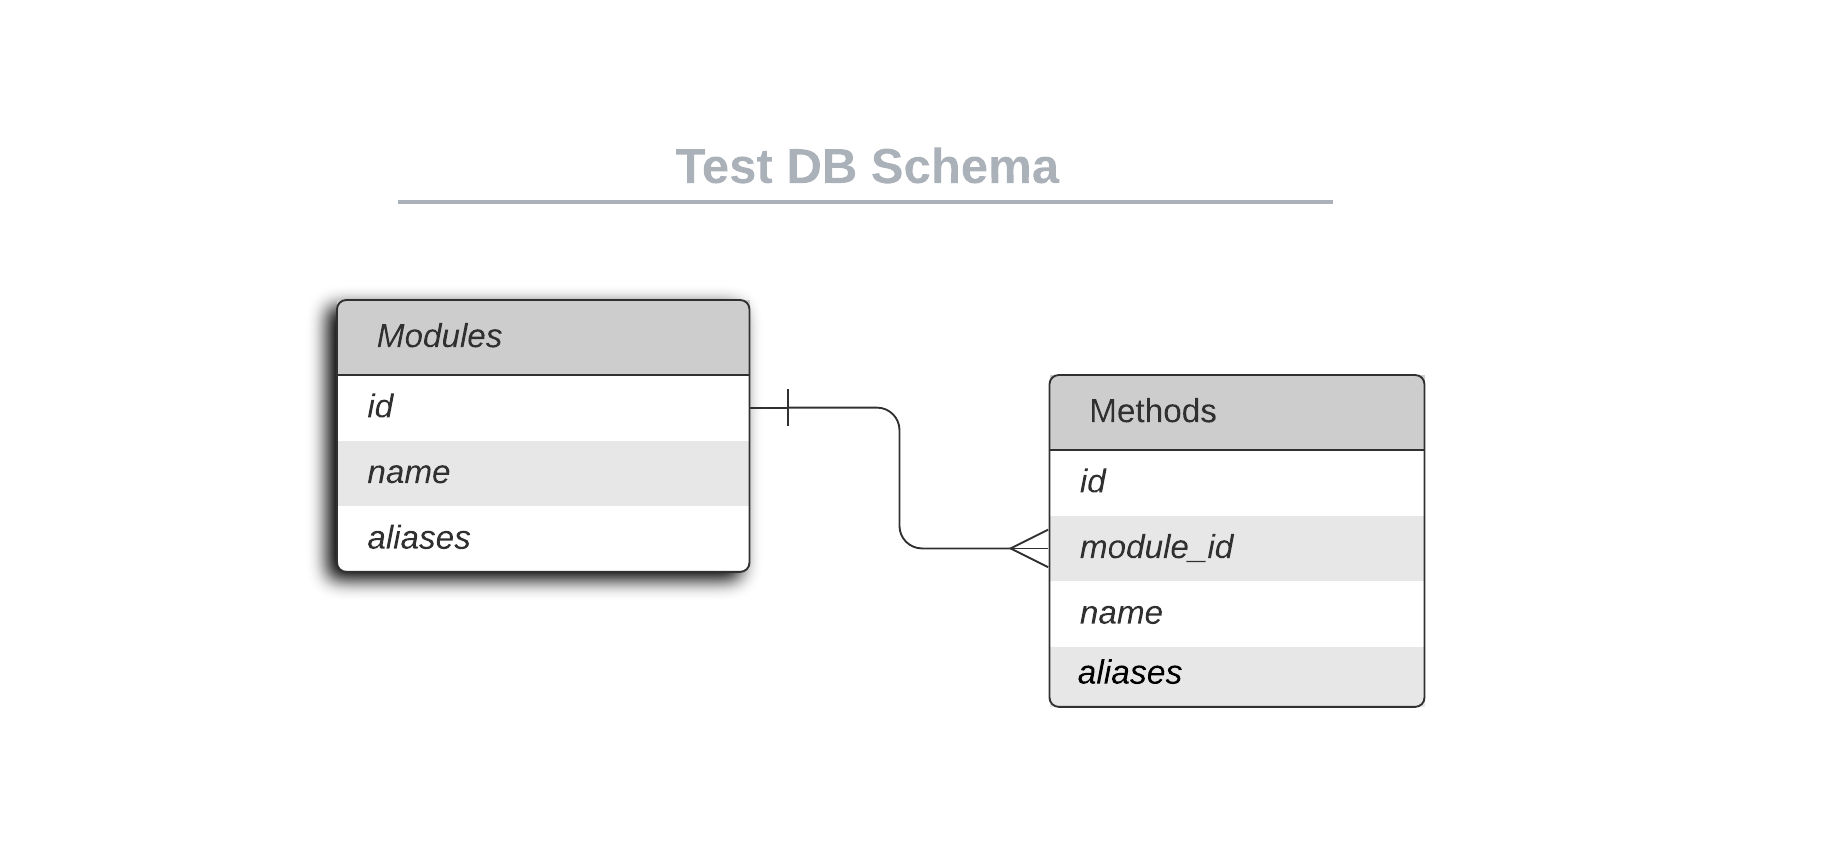 Test DB Schema
Modules
id
name
aliases
Methods
id
module_id
name
aliases